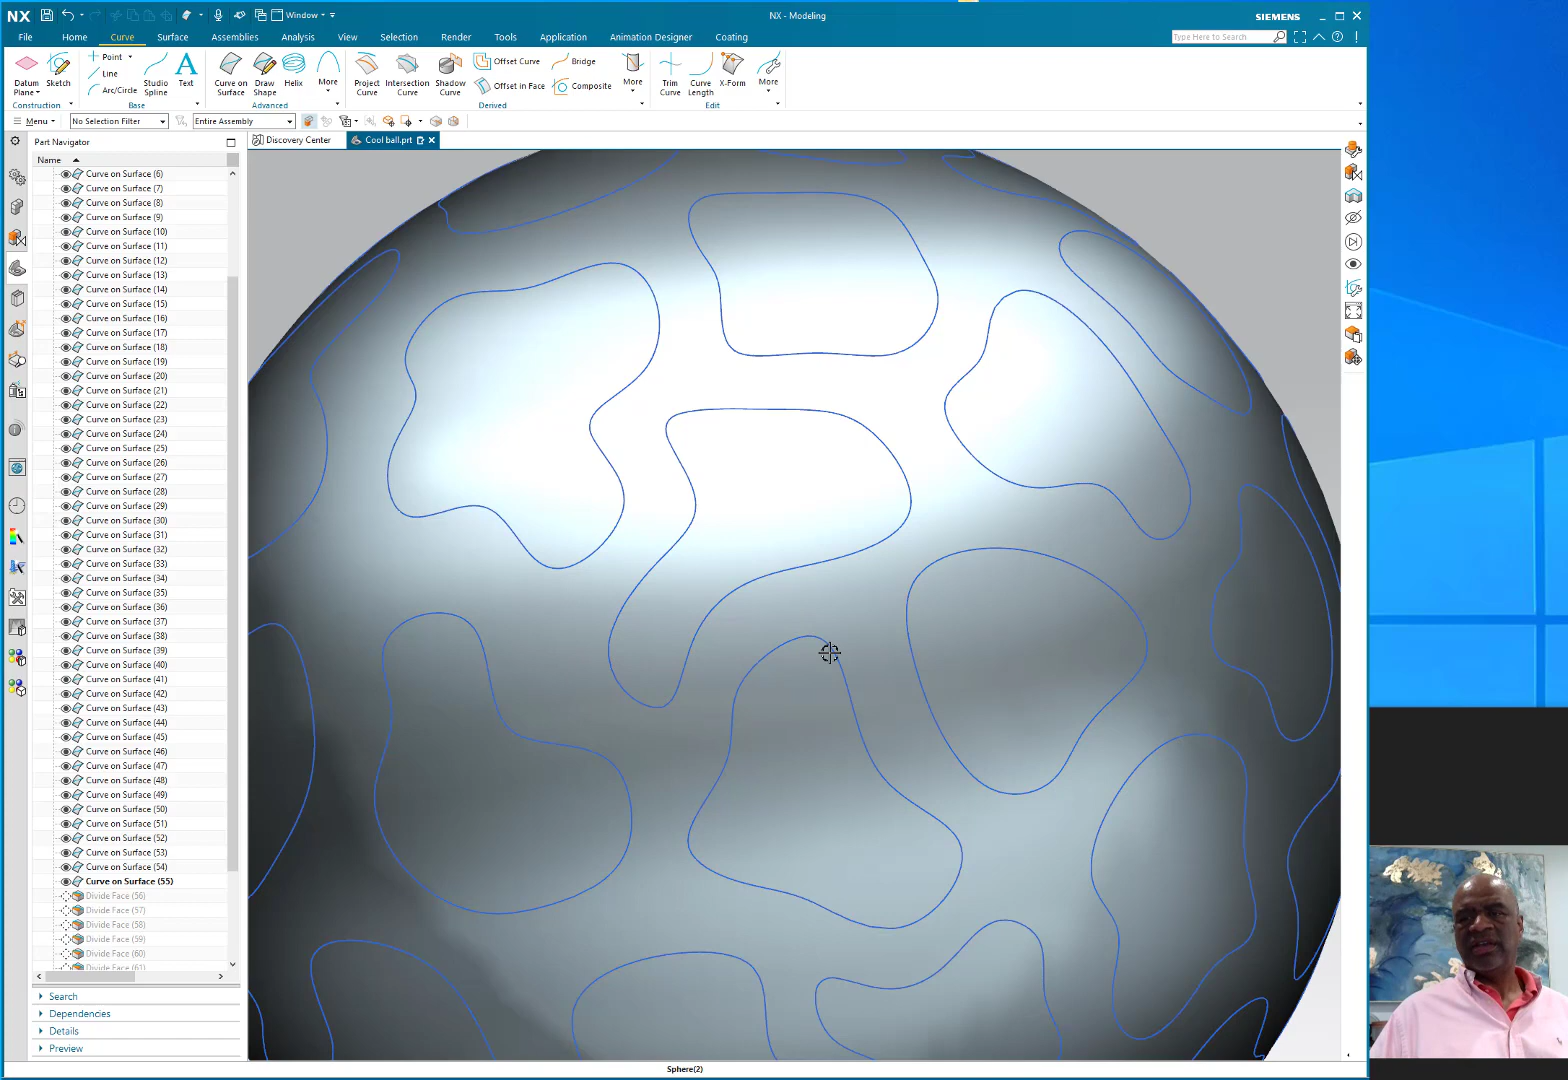 NX
Window
NX - Modeling
SIEMENS
File Home Curve Surface Assemblies Analysis View Selection Render Tools Application Animation Designer Coating
Type Here to Search
Datum Plane
Sketch
Point
Line
Arc/Circle
Studio Spline
Text
Curve on Surface
Draw Shape
Helix
More
Project Curve
Intersection Curve
Shadow Curve
Offset Curve
Offset in Face
Bridge
Composite
More
Trim Curve
Curve Length
X-Form
More
Construction Base Advanced Derived Edit
Menu
No Selection Filter
Entire Assembly
Part Navigator
Discovery Center
Cool ball.prt
Name
Curve on Surface (6)
Curve on Surface (7)
Curve on Surface (8)
Curve on Surface (9)
Curve on Surface (10)
Curve on Surface (11)
Curve on Surface (12)
Curve on Surface (13)
Curve on Surface (14)
Curve on Surface (15)
Curve on Surface (16)
Curve on Surface (17)
Curve on Surface (18)
Curve on Surface (19)
Curve on Surface (20)
Curve on Surface (21)
Curve on Surface (22)
Curve on Surface (23)
Curve on Surface (24)
Curve on Surface (25)
Curve on Surface (26)
Curve on Surface (27)
Curve on Surface (28)
Curve on Surface (29)
Curve on Surface (30)
Curve on Surface (31)
Curve on Surface (32)
Curve on Surface (33)
Curve on Surface (34)
Curve on Surface (35)
Curve on Surface (36)
Curve on Surface (37)
Curve on Surface (38)
Curve on Surface (39)
Curve on Surface (40)
Curve on Surface (41)
Curve on Surface (42)
Curve on Surface (43)
Curve on Surface (44)
Curve on Surface (45)
Curve on Surface (46)
Curve on Surface (47)
Curve on Surface (48)
Curve on Surface (49)
Curve on Surface (50)
Curve on Surface (51)
Curve on Surface (52)
Curve on Surface (53)
Curve on Surface (54)
Curve on Surface (55)
Divide Face (56)
Divide Face (57)
Divide Face (58)
Divide Face (59)
Divide Face (60)
Divide Face (61)
Search
Dependencies
Details
Preview
Sphere(2)